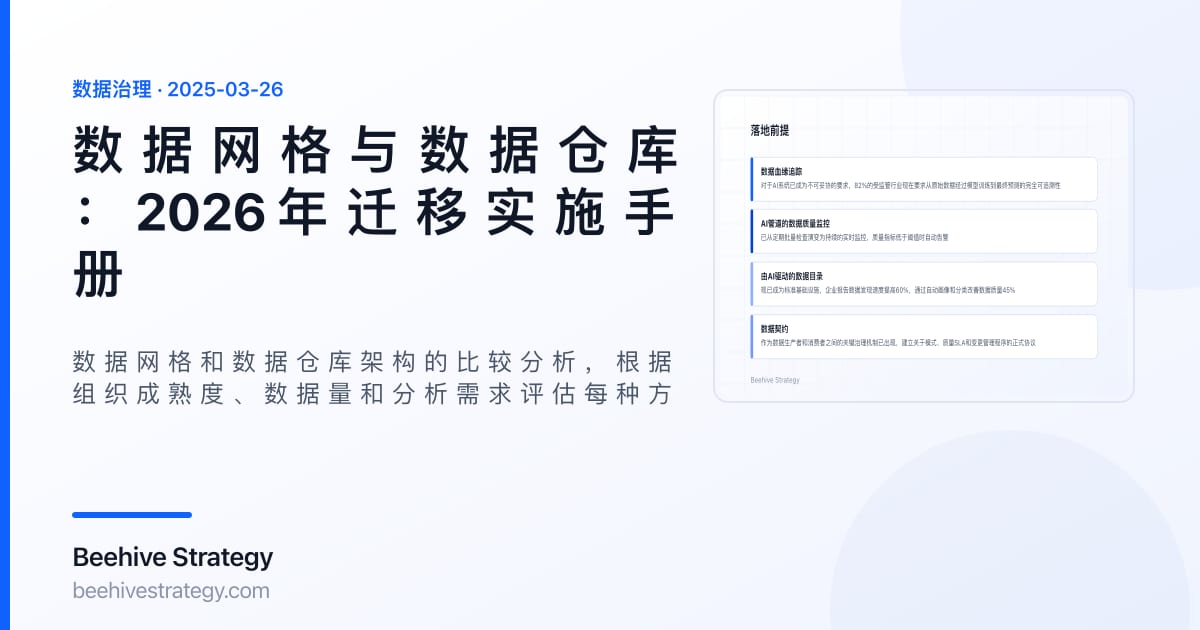 数据治理 · 2025-03-26
数据网格与数据仓库
：2026年迁移实施手
册
数据网格和数据仓库架构的比较分析，根据
组织成熟度、数据量和分析需求评估每种方
Beehive Strategy
beehivestrategy.com
落地前提
数据血缘追踪
对于AI系统已成为不可妥协的要求，82%的受监管行业现在要求从原始数据经过模型训练到最终预测的完全可追溯性
AI管道的数据质量监控
已从定期批量检查演变为持续的实时监控，质量指标低于阈值时自动告警
由AI驱动的数据目录
现已成为标准基础设施，企业报告数据发现速度提高60%，通过自动画像和分类改善数据质量45%
数据契约
作为数据生产者和消费者之间的关键治理机制已出现，建立关于模式、质量SLA和变更管理程序的正式协议
Beehive Strategy